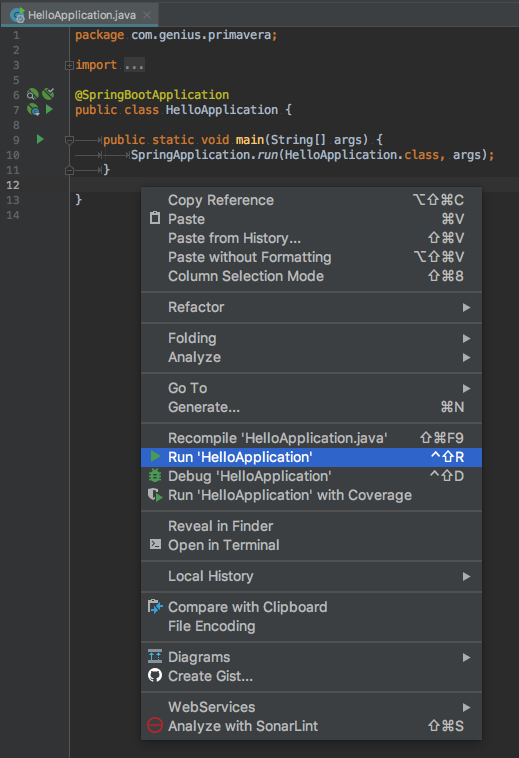 HelloApplication.java
1 package com.genius.primavera;
2
3 import ...
5
6 @SpringBootApplication
7 public class HelloApplication {
8
9 public static void main(String[] args) {
10 SpringApplication.run(HelloApplication.class, args);
11 }
12
13 }
14
Copy Reference ⌥⇧⌘C
Paste ⌘V
Paste from History... ⇧⌘V
Paste without Formatting ⌥⇧⌘V
Column Selection Mode ⇧⌘8
Refactor
Folding
Analyze
Go To
Generate... ⌘N
Recompile 'HelloApplication.java' ⇧⌘F9
Run 'HelloApplication' ^⇧R
Debug 'HelloApplication' ^⇧D
Run 'HelloApplication' with Coverage
Reveal in Finder
Open in Terminal
Local History
Compare with Clipboard
File Encoding
Diagrams
Create Gist...
WebServices
Analyze with SonarLint ⇧⌘S